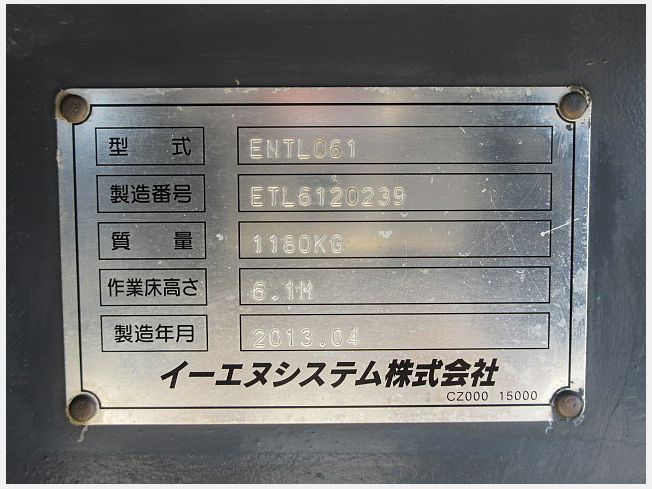 型式 ENTL061
製造番号 ETL6120239
質量 1180KG
作業床高さ 6.1M
製造年月 2013.04
イーエヌシステム株式会社
CZ000 15000